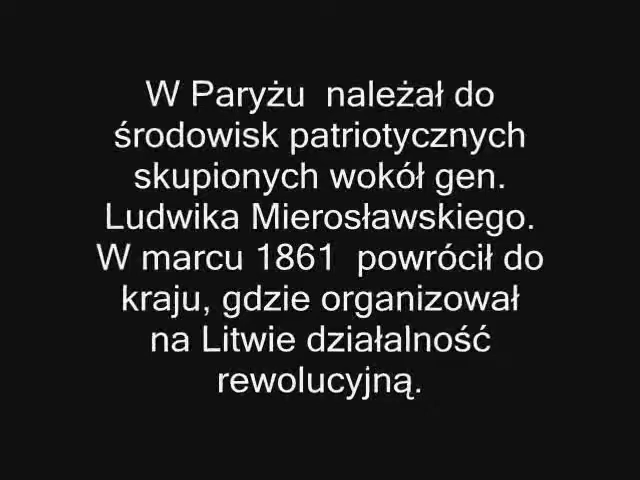 W Paryżu  należał do
środowisk patriotycznych
skupionych wokół gen.
Ludwika Mierosławskiego.
W marcu 1861  powrócił do
kraju, gdzie organizował
na Litwie działalność
rewolucyjną.